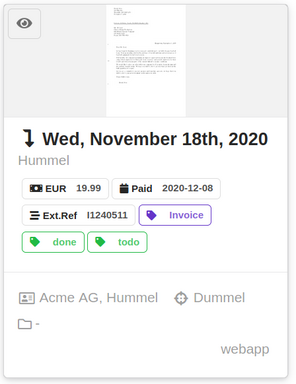 Wed, November 18th, 2020
Hummel
EUR 19.99 Paid 2020-12-08
Ext.Ref I1240511 Invoice
done todo
Acme AG, Hummel Dummel
-
webapp